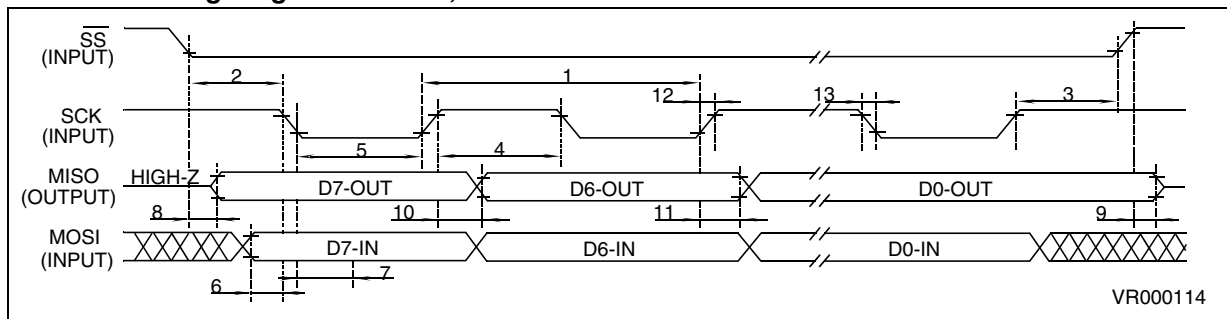 SS
(INPUT)
2
1
12
13
3
SCK
(INPUT)
5
4
MISO
(OUTPUT)
HIGH-Z
D7-OUT
D6-OUT
D0-OUT
8
10
11
9
MOSI
(INPUT)
D7-IN
D6-IN
D0-IN
7
6
VR000114